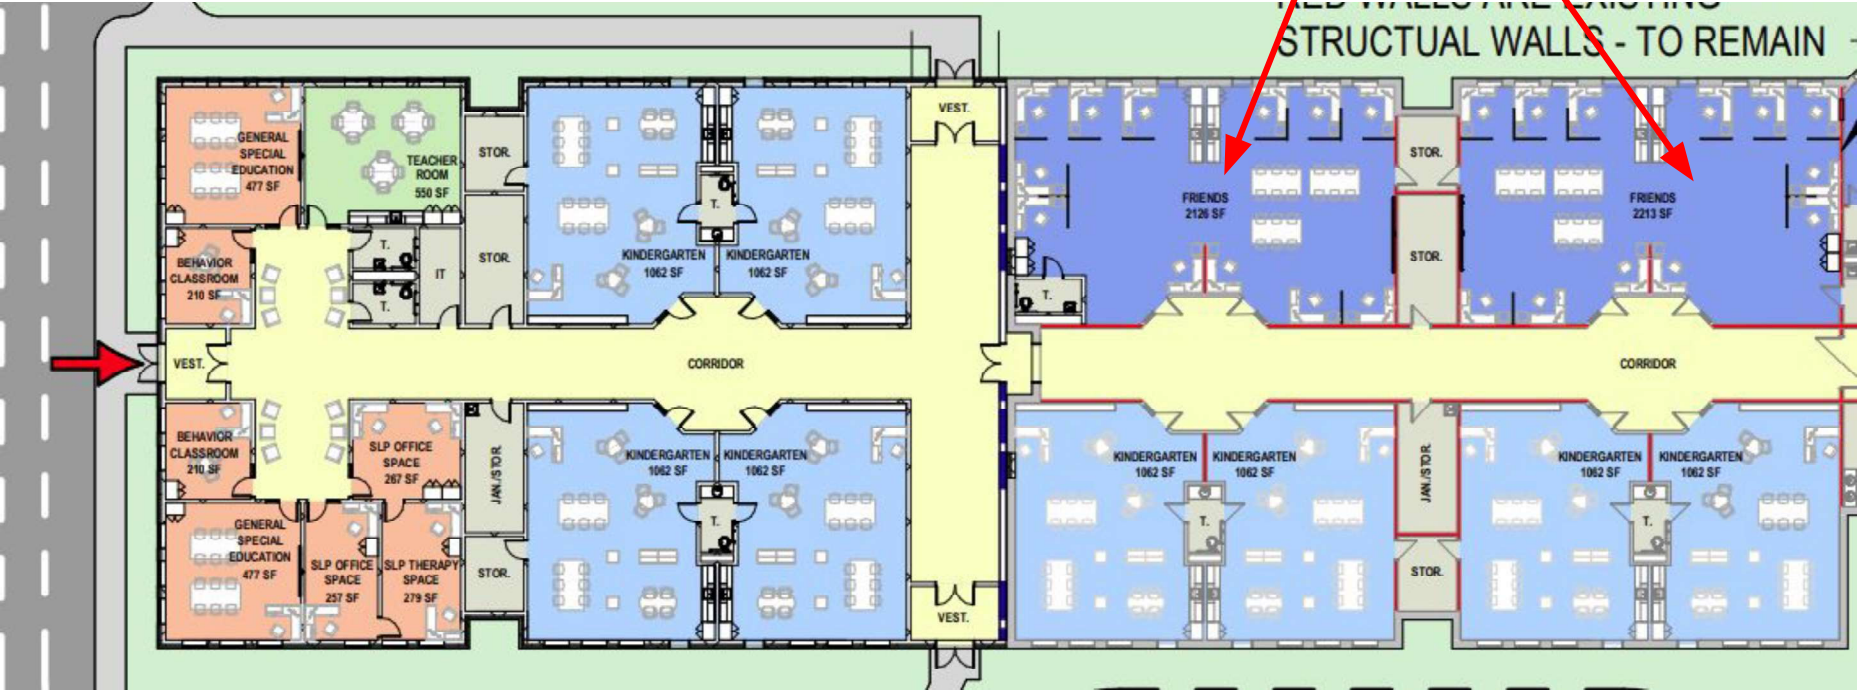 RED WALLS ARE EXISTING
STRUCTUAL WALLS - TO REMAIN
GENERAL
SPECIAL
EDUCATION
477 SF
TEACHER
ROOM
550 SF
STOR.
VEST.
STOR.
FRIENDS
2126 SF
FRIENDS
2213 SF
T.
BEHAVIOR
CLASSROOM
210 SF
T.
T.
IT
STOR.
KINDERGARTEN
1062 SF
KINDERGARTEN
1062 SF
STOR.
T.
VEST.
CORRIDOR
CORRIDOR
BEHAVIOR
CLASSROOM
210 SF
SLP OFFICE
SPACE
267 SF
JAN./STOR.
KINDERGARTEN
1062 SF
KINDERGARTEN
1062 SF
KINDERGARTEN
1062 SF
KINDERGARTEN
1062 SF
JAN./STOR.
KINDERGARTEN
1062 SF
KINDERGARTEN
1062 SF
GENERAL
SPECIAL
EDUCATION
477 SF
SLP OFFICE
SPACE
257 SF
SLP THERAPY
SPACE
279 SF
STOR.
T.
T.
T.
STOR.
VEST.